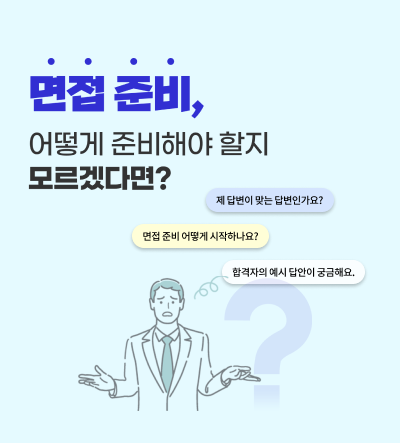 면접 준비,
어떻게 준비해야 할지
모르겠다면?
제 답변이 맞는 답변인가요?
면접 준비 어떻게 시작하나요?
합격자의 예시 답안이 궁금해요.
?